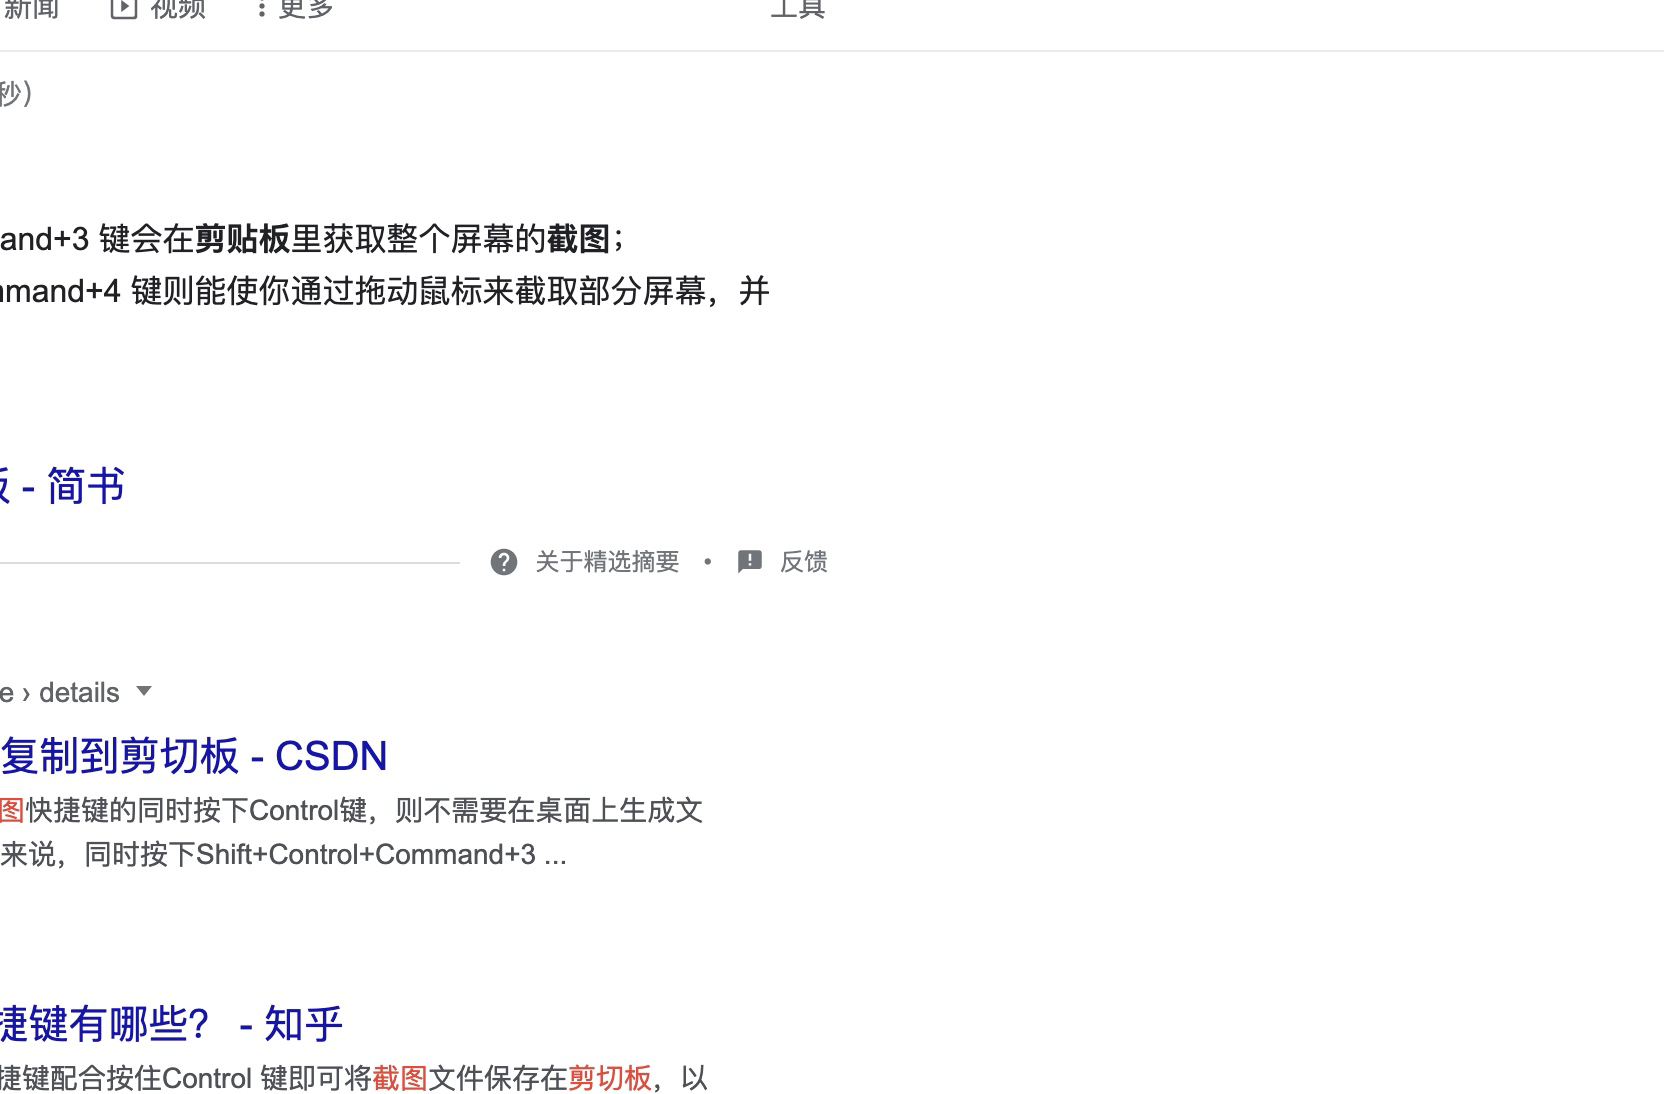 新闻 视频 更多 工具
秒）
and+3 键会在剪贴板里获取整个屏幕的截图；
mmand+4 键则能使你通过拖动鼠标来截取部分屏幕，并
板 - 简书
关于精选摘要 • 反馈
e › details
复制到剪切板 - CSDN
图快捷键的同时按下Control键，则不需要在桌面上生成文
来说，同时按下Shift+Control+Command+3 ...
捷键有哪些？ - 知乎
捷键配合按住Control 键即可将截图文件保存在剪切板，以